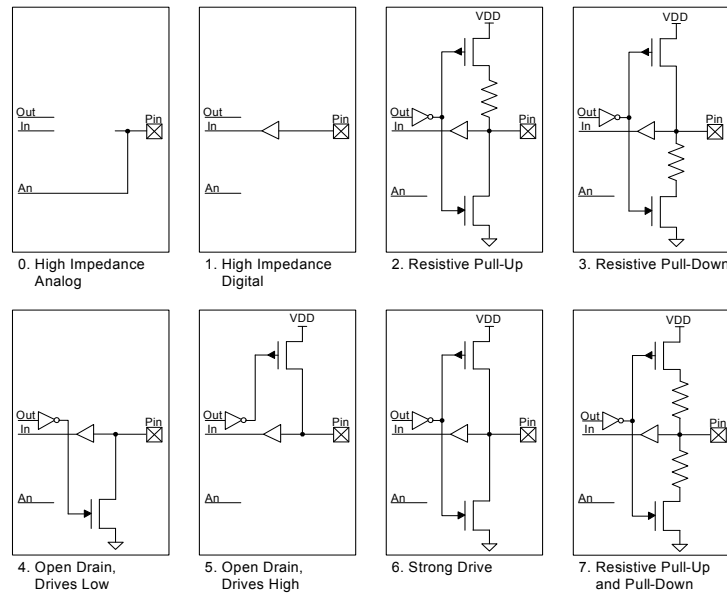 VDD
VDD
Out
In
Pin
An
Out
In
Pin
An
Out
In
Pin
An
Out
In
Pin
An
0. High Impedance
Analog
1. High Impedance
Digital
2. Resistive Pull-Up
3. Resistive Pull-Down
VDD
VDD
VDD
Out
In
Pin
An
Out
In
Pin
An
Out
In
Pin
An
Out
In
Pin
An
4. Open Drain,
Drives Low
5. Open Drain,
Drives High
6. Strong Drive
7. Resistive Pull-Up
and Pull-Down